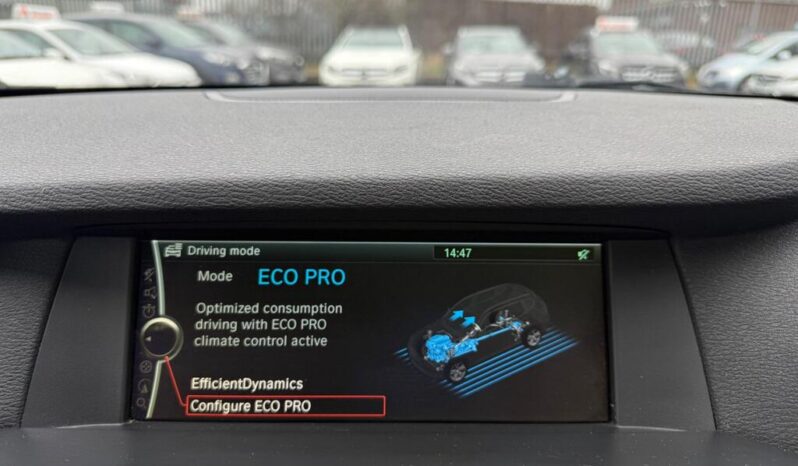 Driving mode
14:47
Mode ECO PRO
Optimized consumption
driving with ECO PRO
climate control active
EfficientDynamics
Configure ECO PRO